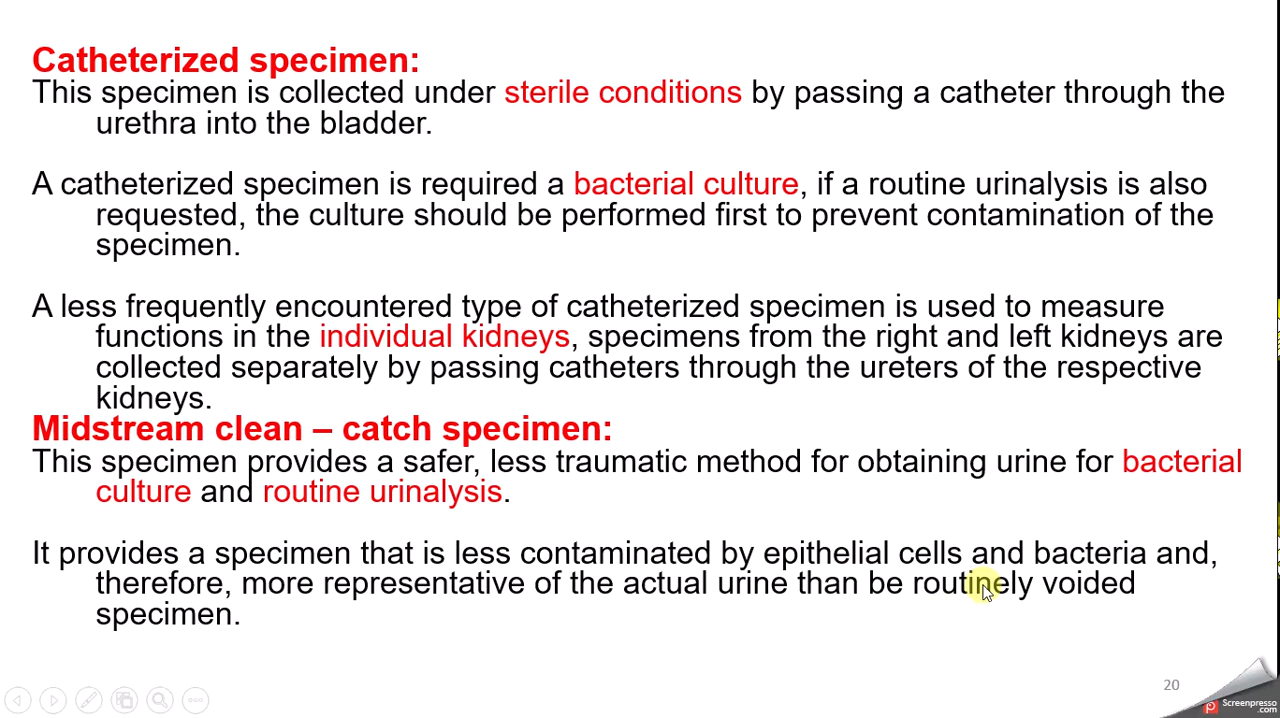 Catheterized specimen:
This specimen is collected under sterile conditions by passing a catheter through the
urethra into the bladder.
A catheterized specimen is required a bacterial culture, if a routine urinalysis is also
requested, the culture should be performed first to prevent contamination of the
specimen.
A less frequently encountered type of catheterized specimen is used to measure
functions in the individual kidneys, specimens from the right and left kidneys are
collected separately by passing catheters through the ureters of the respective
kidneys.
Midstream clean – catch specimen:
This specimen provides a safer, less traumatic method for obtaining urine for bacterial
culture and routine urinalysis.
It provides a specimen that is less contaminated by epithelial cells and bacteria and,
therefore, more representative of the actual urine than be routinely voided
specimen.
20
Screenpresso
.com